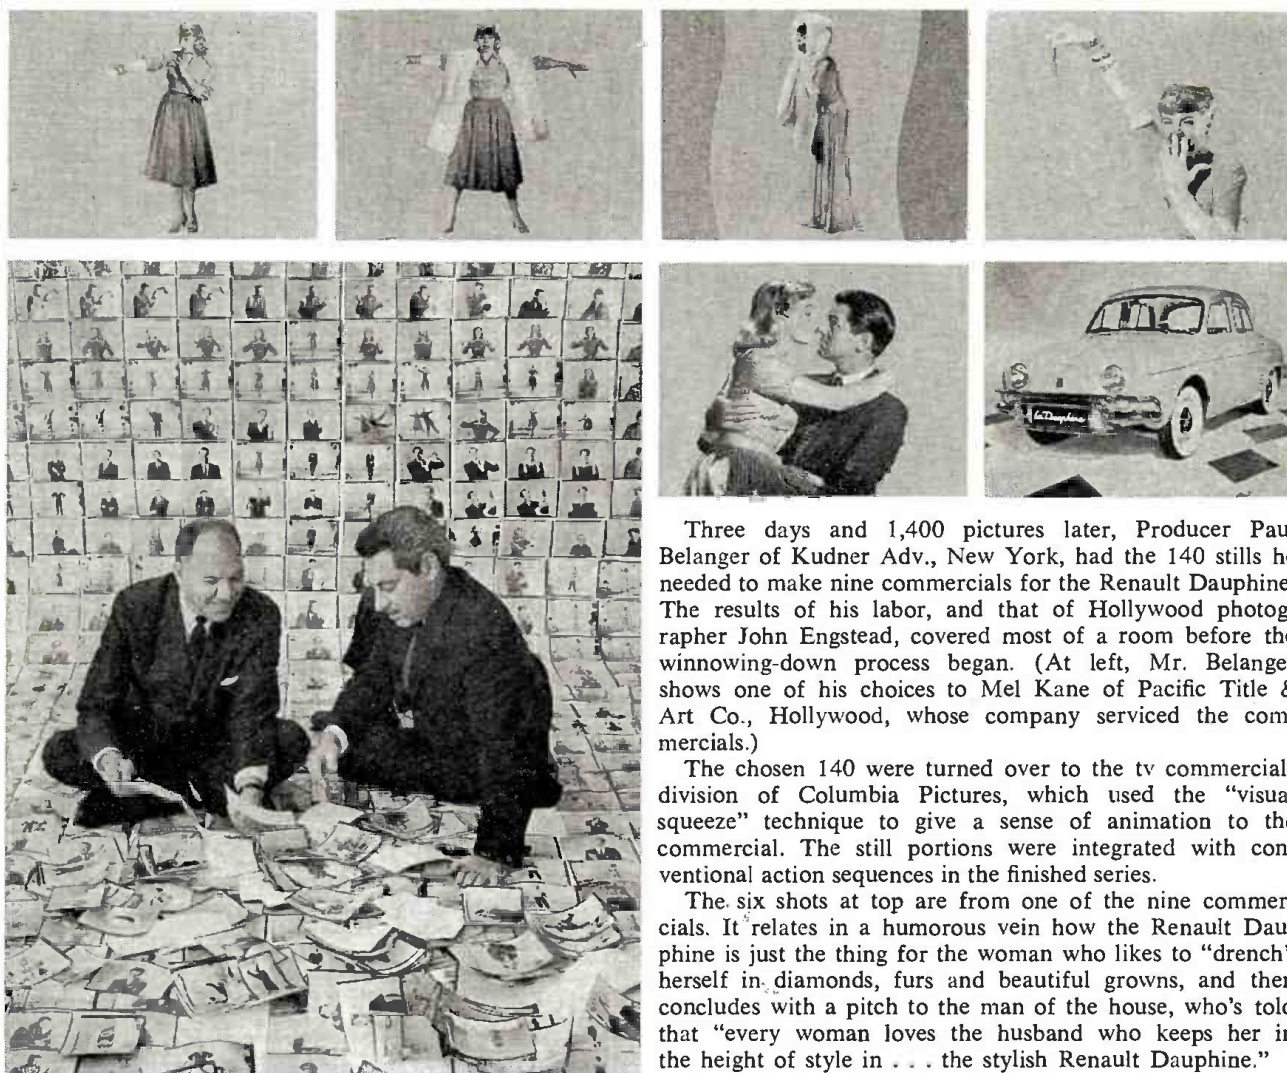 la Dauphine
Three days and 1,400 pictures later, Producer Pau
Belanger of Kudner Adv., New York, had the 140 stills h
needed to make nine commercials for the Renault Dauphine
The results of his labor, and that of Hollywood photog
rapher John Engstead, covered most of a room before th
winnowing-down process began. (At left, Mr. Belange
shows one of his choices to Mel Kane of Pacific Title &
Art Co., Hollywood, whose company serviced the com
mercials.)
The chosen 140 were turned over to the tv commercial
division of Columbia Pictures, which used the “visua
squeeze” technique to give a sense of animation to th
commercial. The still portions were integrated with con
ventional action sequences in the finished series.
The six shots at top are from one of the nine commer
cials. It relates in a humorous vein how the Renault Dau
phine is just the thing for the woman who likes to “drench”
herself in diamonds, furs and beautiful grown​s, and then
concludes with a pitch to the man of the house, who's told
that “every woman loves the husband who keeps her in
the height of style in . . . the stylish Renault Dauphine.”